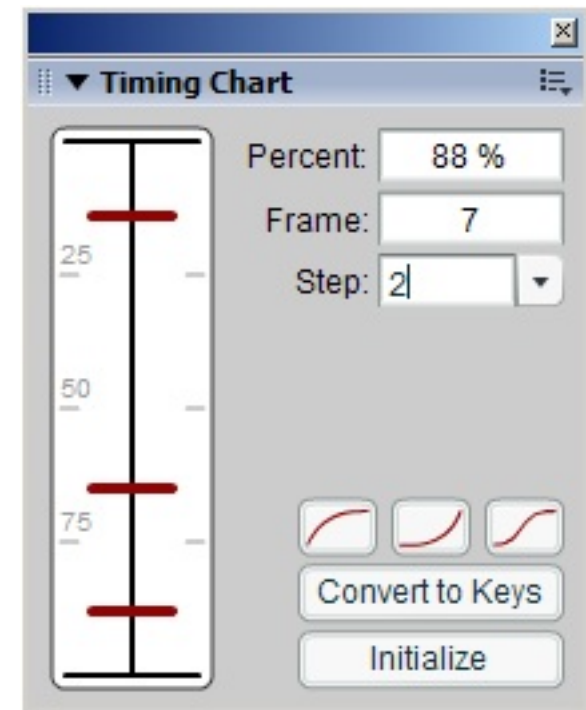 Timing Chart
Percent: 88 %
Frame: 7
25
Step: 2
50
75
Convert to Keys
Initialize